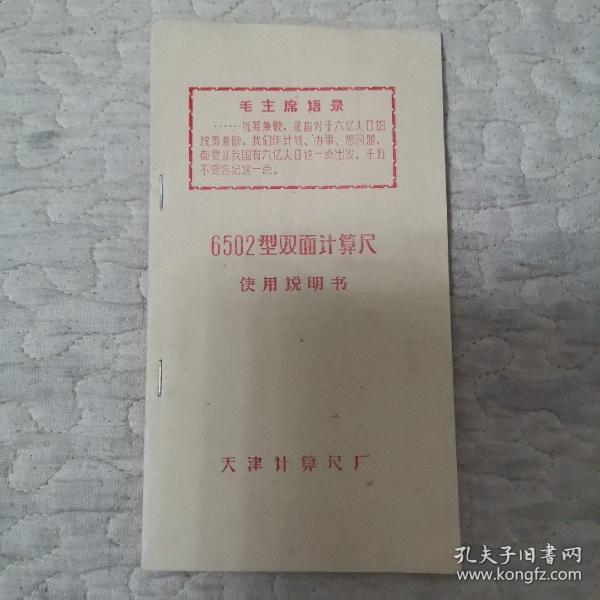 毛主席语录
……统筹兼顾，是指对于六亿人口的
统筹兼顾。我们作计划、办事、想问题，
都要从我国有六亿人口这一点出发，千万
不要忘记这一点。
6502型双面计算尺
使用说明书
天津计算尺厂
孔夫子旧书网
www.kongfz.com